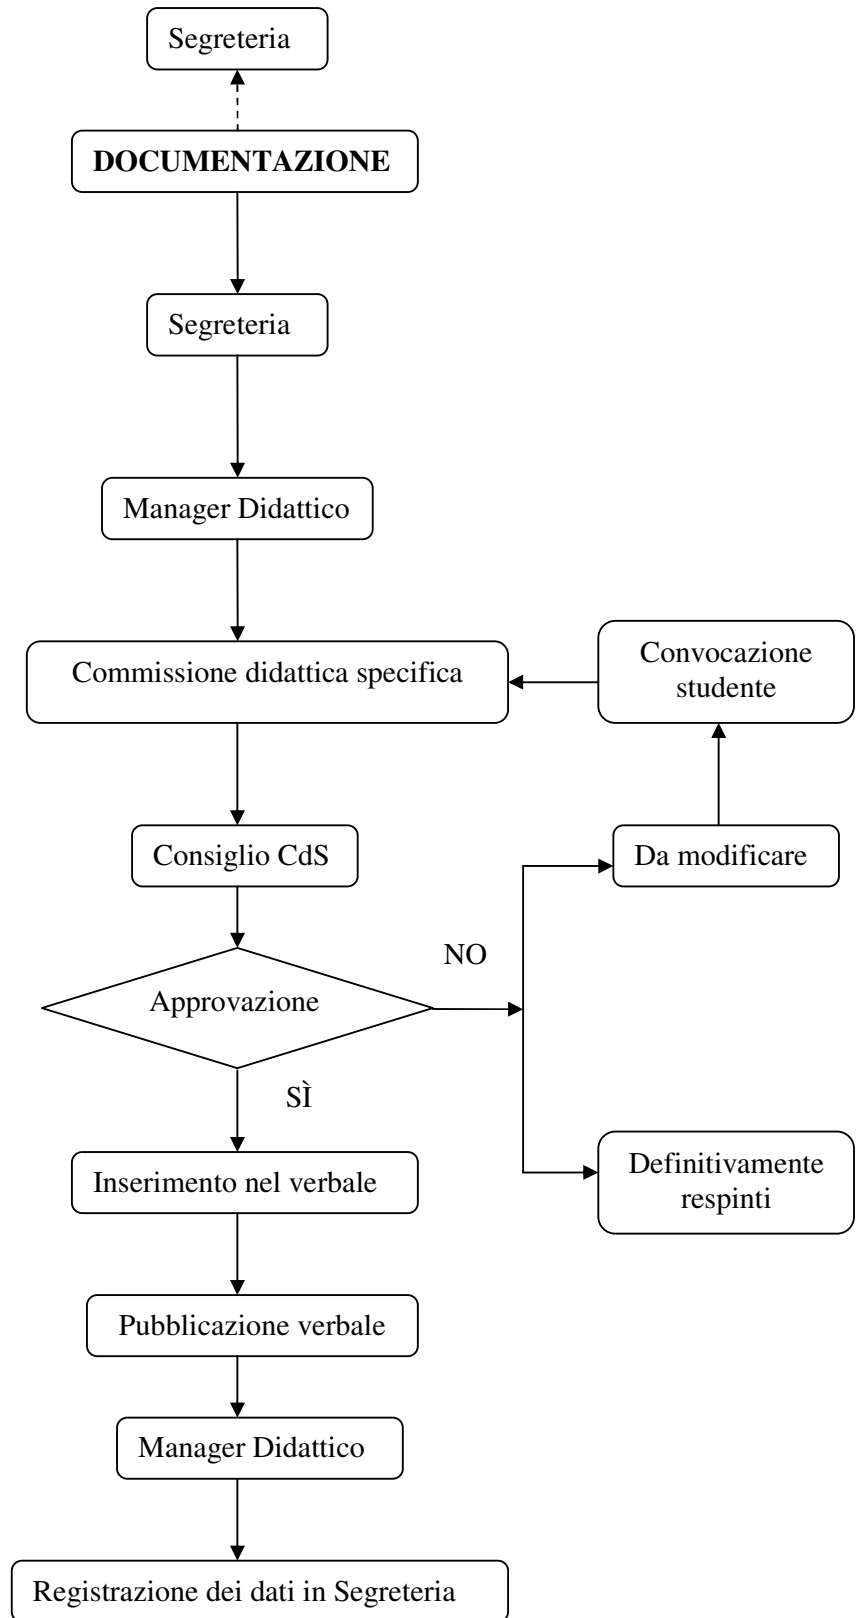 Segreteria
DOCUMENTAZIONE
Segreteria
Manager Didattico
Commissione didattica specifica
Convocazione
studente
Consiglio CdS
Da modificare
NO
Approvazione
SÌ
Inserimento nel verbale
Definitivamente
respinti
Pubblicazione verbale
Manager Didattico
Registrazione dei dati in Segreteria